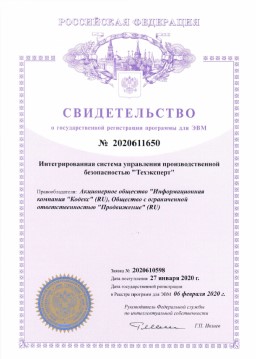 РОССИЙСКАЯ ФЕДЕРАЦИЯ
СВИДЕТЕЛЬСТВО
о государственной регистрации программы для ЭВМ
№ 2020611650
Интегрированная система управления производственной
безопасностью "Техэксперт"
Правообладатели: Акционерное общество "Информационная
компания "Кодекс" (RU), Общество с ограниченной
ответственностью "Продвижение" (RU)
Заявка № 2020610598
Дата поступления 27 января 2020 г.
Дата государственной регистрации
в Реестре программ для ЭВМ 06 февраля 2020 г.
Руководитель Федеральной службы
по интеллектуальной собственности
Г.П. Ивлиев